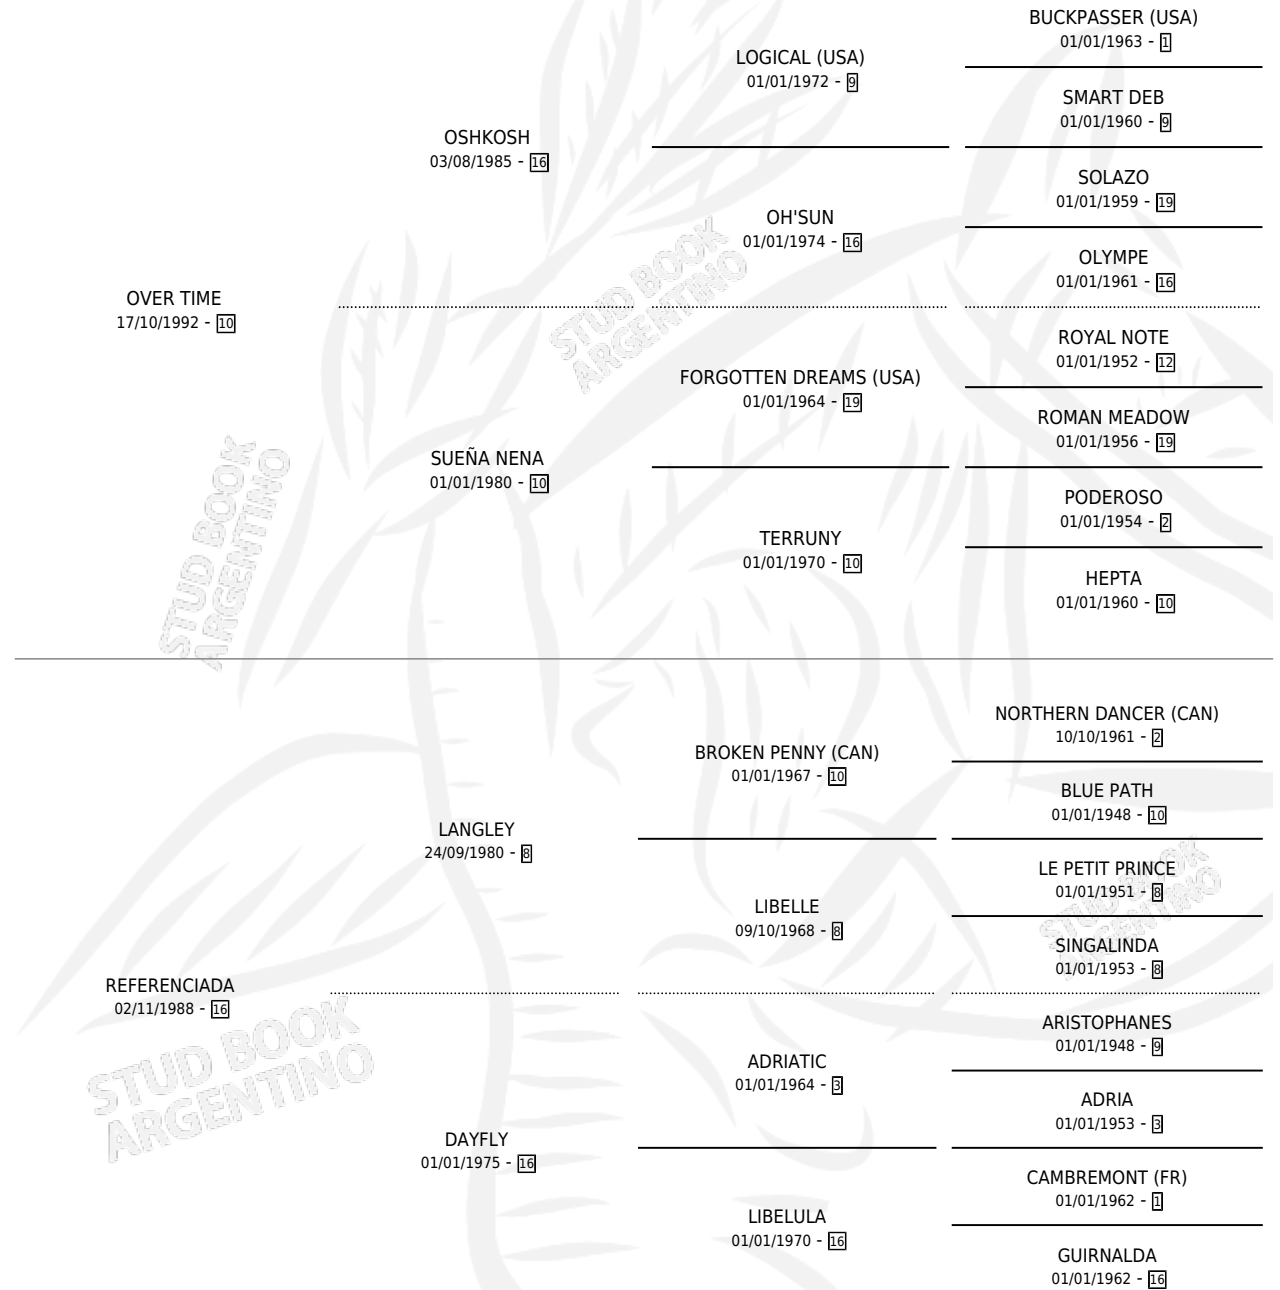 BUCKPASSER (USA)
01/01/1963 - 1
LOGICAL (USA)
01/01/1972 - 9
SMART DEB
01/01/1960 - 9
OSHKOSH
03/08/1985 - 16
SOLAZO
01/01/1959 - 19
OH'SUN
01/01/1974 - 16
OLYMPE
01/01/1961 - 16
OVER TIME
17/10/1992 - 10
ROYAL NOTE
01/01/1952 - 12
FORGOTTEN DREAMS (USA)
01/01/1964 - 19
ROMAN MEADOW
01/01/1956 - 19
SUEÑA NENA
01/01/1980 - 10
PODEROSO
01/01/1954 - 2
TERRUNY
01/01/1970 - 10
HEPTA
01/01/1960 - 10
NORTHERN DANCER (CAN)
10/10/1961 - 2
BROKEN PENNY (CAN)
01/01/1967 - 10
BLUE PATH
01/01/1948 - 10
LANGLEY
24/09/1980 - 8
LE PETIT PRINCE
01/01/1951 - 8
LIBELLE
09/10/1968 - 8
SINGALINDA
01/01/1953 - 8
REFERENCIADA
02/11/1988 - 16
ARISTOPHANES
01/01/1948 - 9
ADRIATIC
01/01/1964 - 3
ADRIA
01/01/1953 - 3
DAYFLY
01/01/1975 - 16
CAMBREMONT (FR)
01/01/1962 - 1
LIBELULA
01/01/1970 - 16
GUIRNALDA
01/01/1962 - 16
STUD BOOK
ARGENTINO
STUD BOOK
ARGENTINO
STUD BOOK
ARGENTINO
STUD BOOK
ARGENTINO